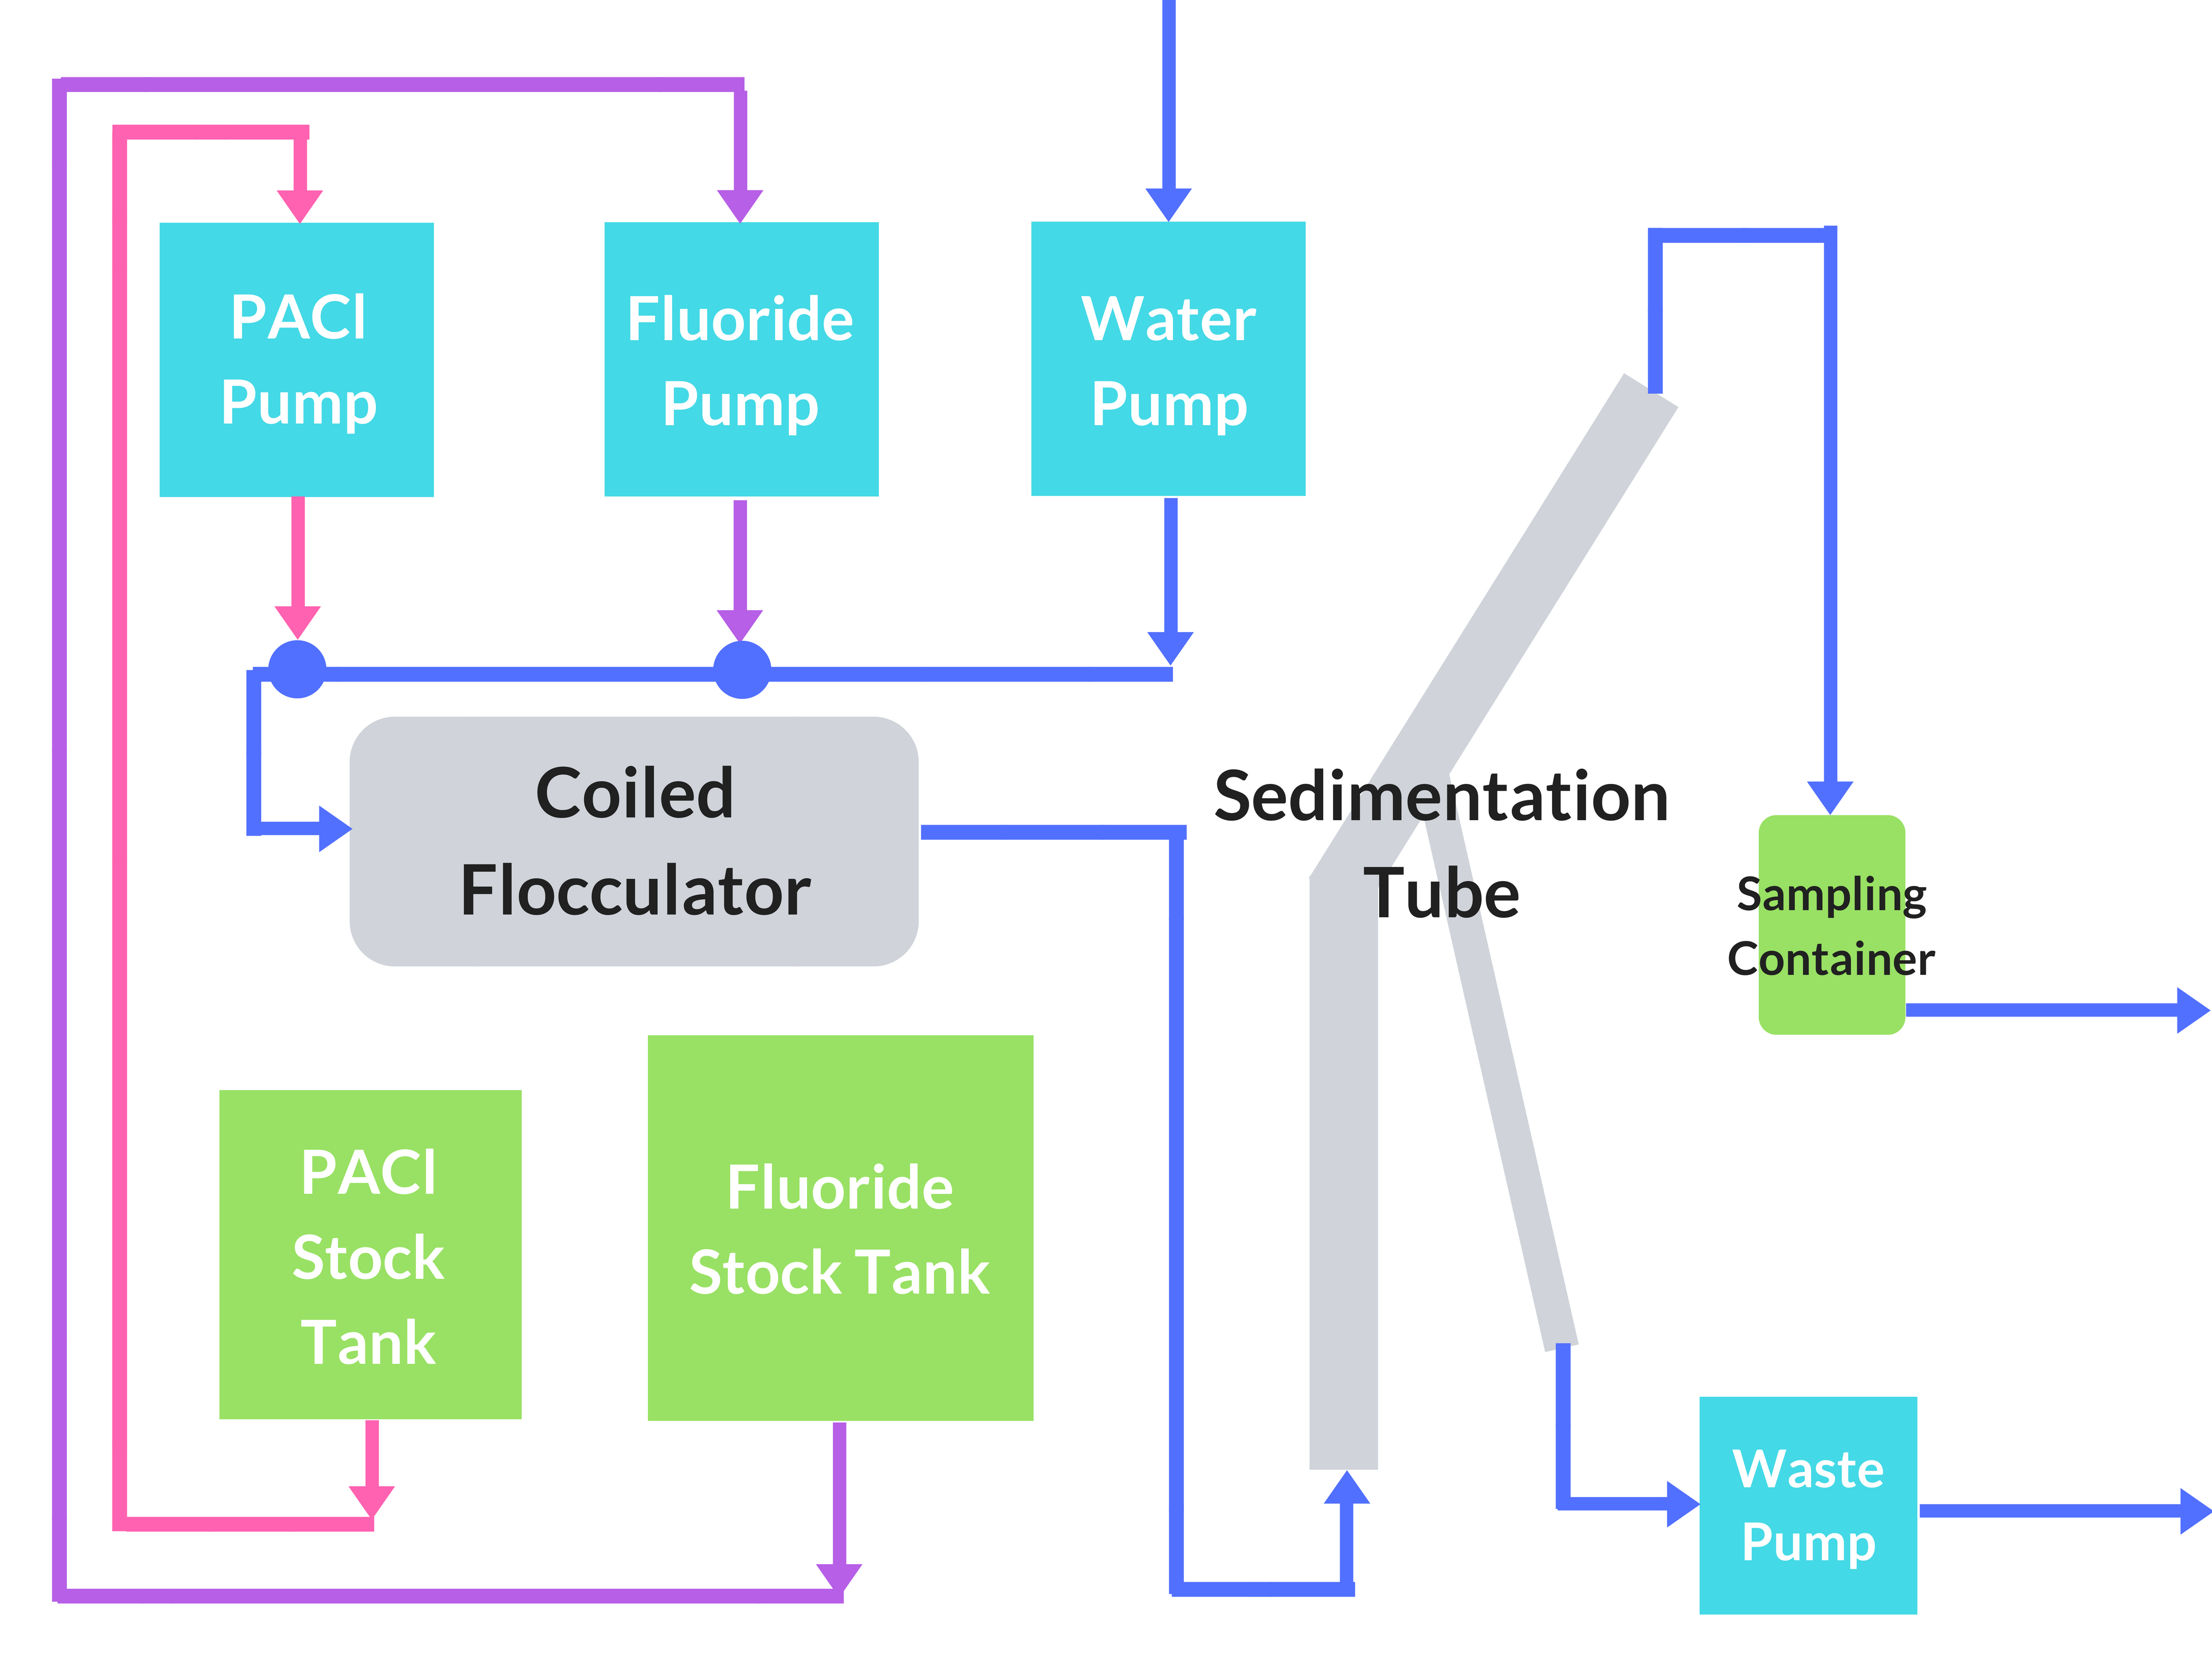 PACl
Pump
Fluoride
Pump
Water
Pump
Coiled
Flocculator
Sedimentation
Tube
Sampling
Container
PACl
Stock
Tank
Fluoride
Stock Tank
Waste
Pump